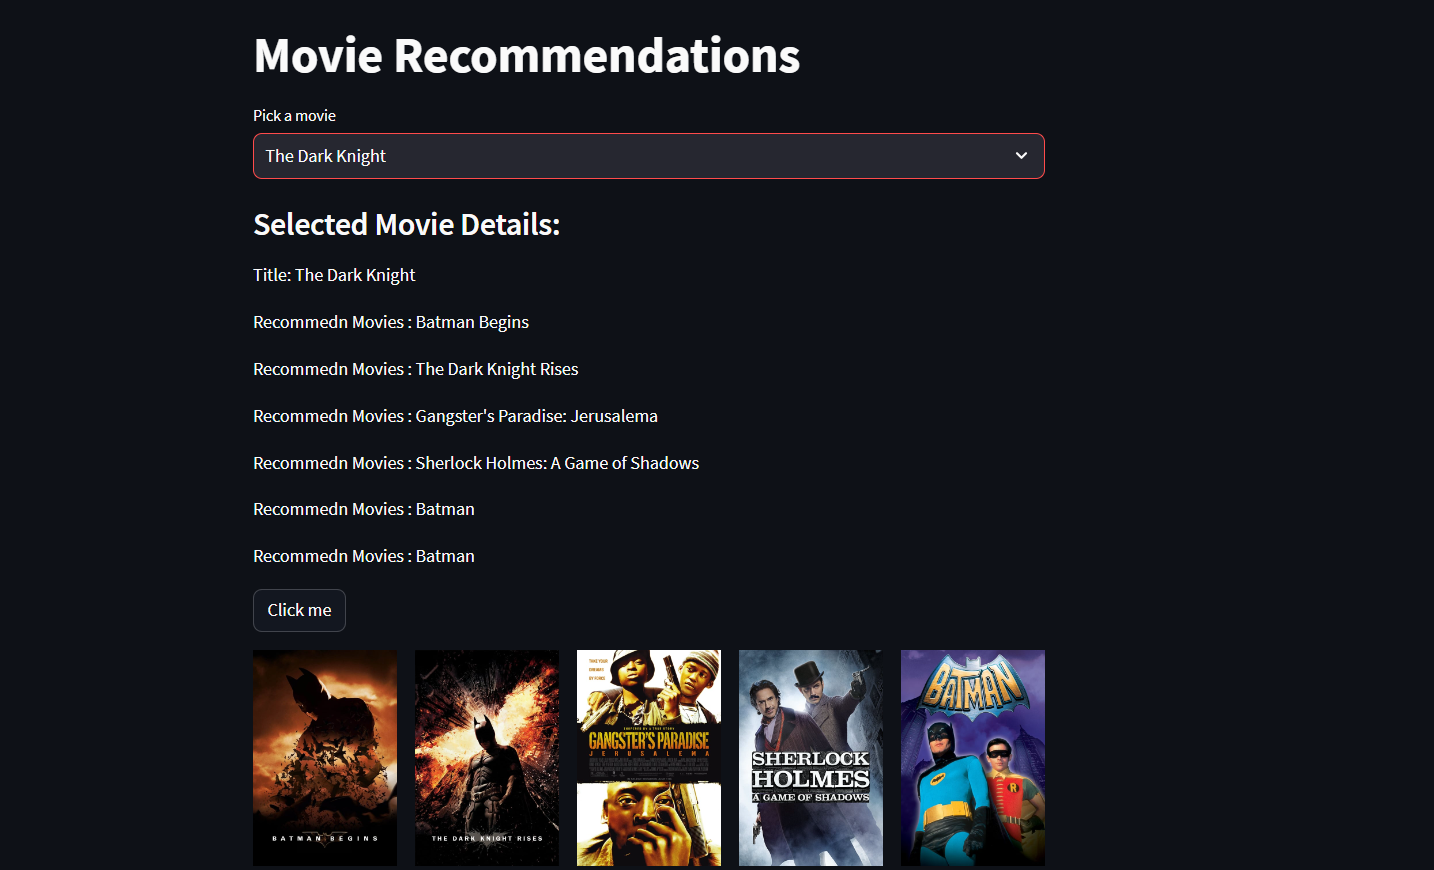 Movie Recommendations
Pick a movie
The Dark Knight
Selected Movie Details:
Title: The Dark Knight
Recommedn Movies : Batman Begins
Recommedn Movies : The Dark Knight Rises
Recommedn Movies : Gangster's Paradise: Jerusalema
Recommedn Movies : Sherlock Holmes: A Game of Shadows
Recommedn Movies : Batman
Recommedn Movies : Batman
Click me
BATMAN BEGINS
THE DARK KNIGHT RISES
GANGSTER'S PARADISE
JERUSALEMA
SHERLOCK
HOLMES
A GAME OF SHADOWS
BATMAN